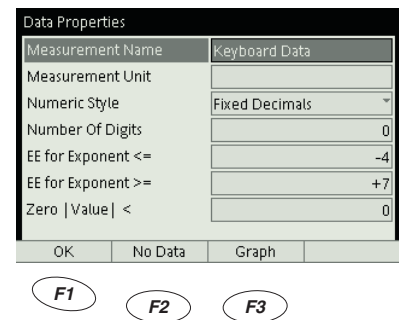 Data Properties
Measurement Name Keyboard Data
Measurement Unit
Numeric Style Fixed Decimals
Number Of Digits 0
EE for Exponent <= -4
EE for Exponent >= +7
Zero |Value| < 0
OK No Data Graph
F1 F2 F3